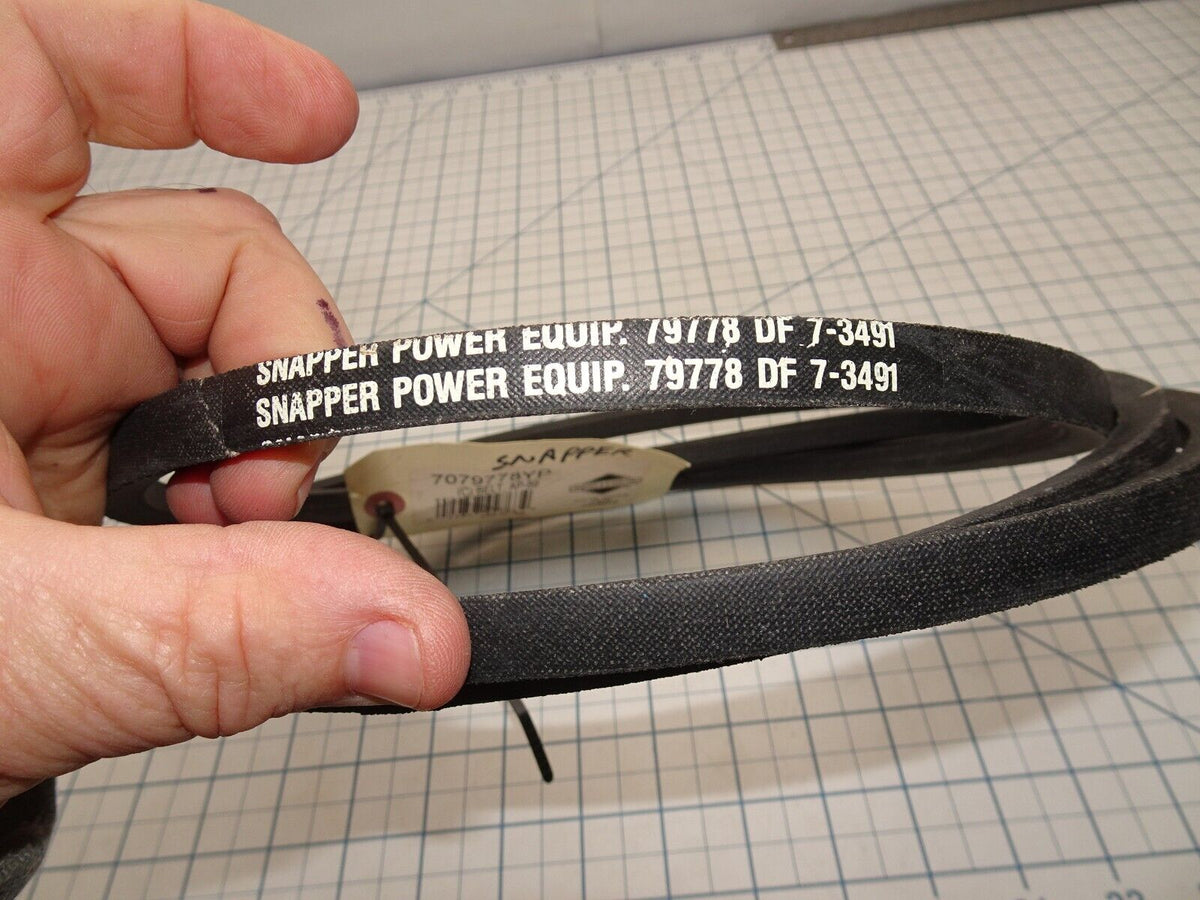 SNAPPER POWER EQUIP. 79778 DF 7-3491
SNAPPER POWER EQUIP. 79778 DF 7-3491
SNAPPER
7079778YP